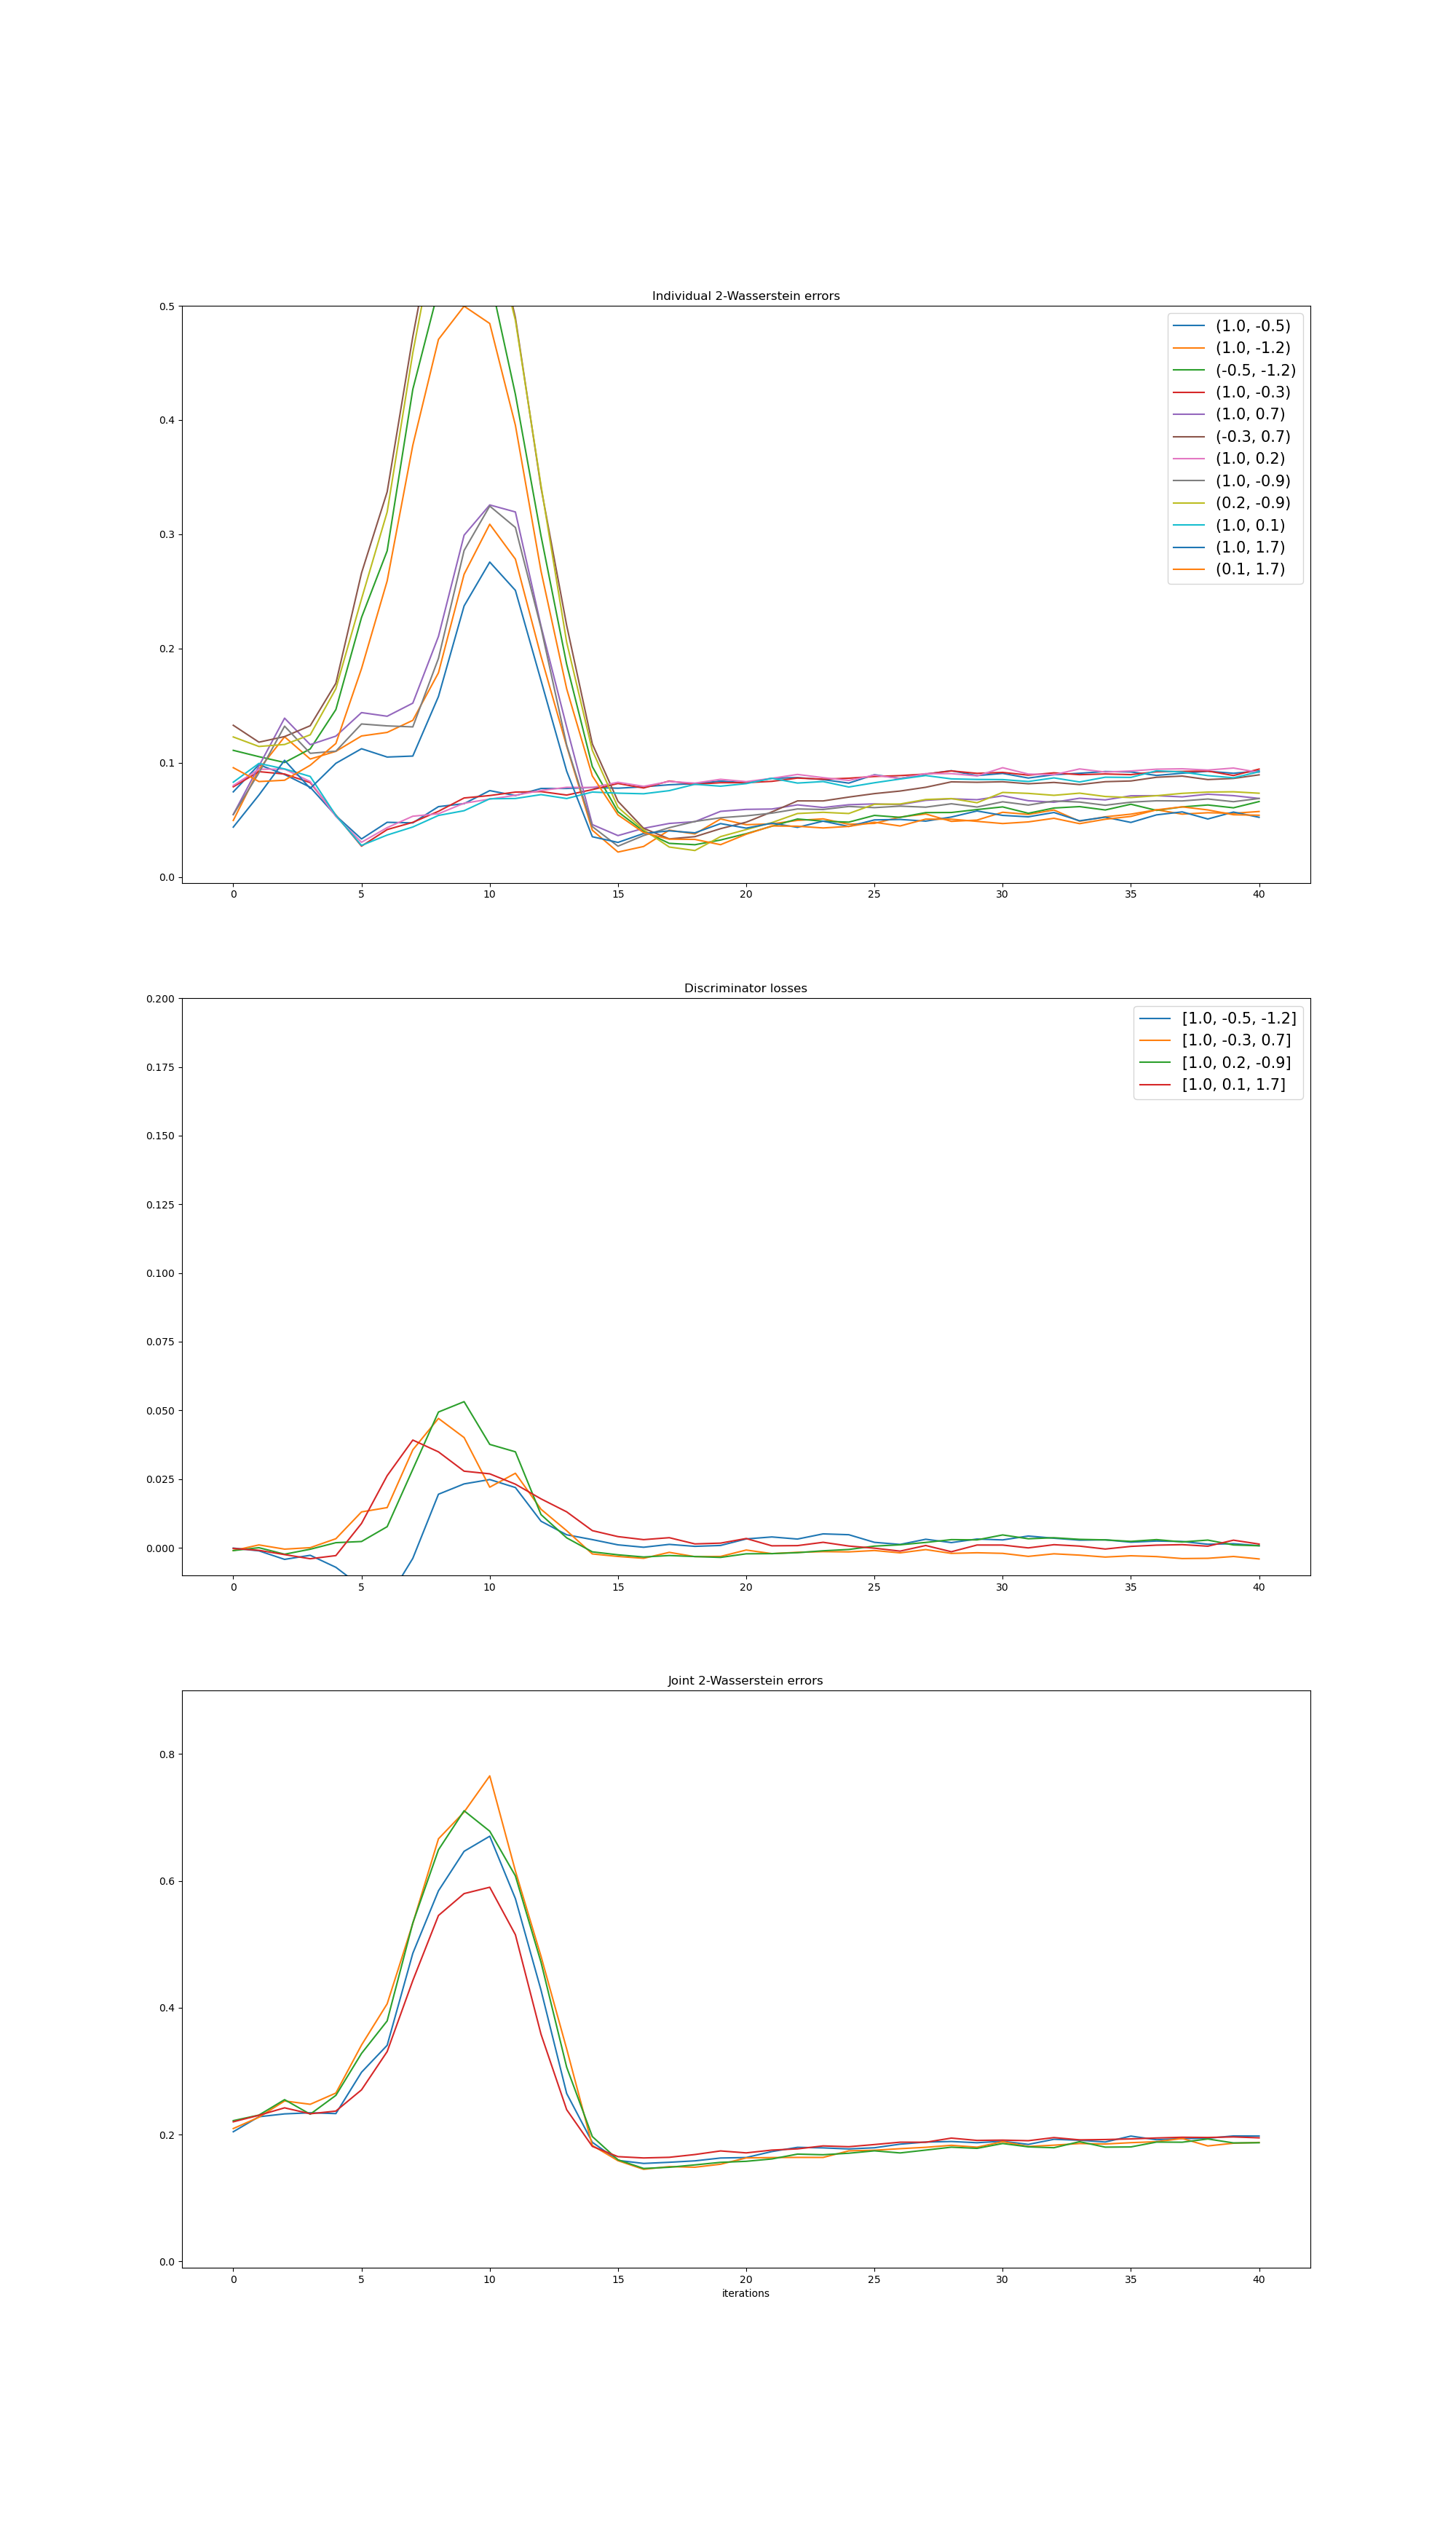 Individual 2-Wasserstein errors
0.5
0.4
0.3
0.2
0.1
0.0
(1.0, -0.5)
(1.0, -1.2)
(-0.5, -1.2)
(1.0, -0.3)
(1.0, 0.7)
(-0.3, 0.7)
(1.0, 0.2)
(1.0, -0.9)
(0.2, -0.9)
(1.0, 0.1)
(1.0, 1.7)
(0.1, 1.7)
0 5 10 15 20 25 30 35 40
Discriminator losses
0.200
0.175
0.150
0.125
0.100
0.075
0.050
0.025
0.000
[1.0, -0.5, -1.2]
[1.0, -0.3, 0.7]
[1.0, 0.2, -0.9]
[1.0, 0.1, 1.7]
0 5 10 15 20 25 30 35 40
Joint 2-Wasserstein errors
0.8
0.6
0.4
0.2
0.0
0 5 10 15 20 25 30 35 40
iterations